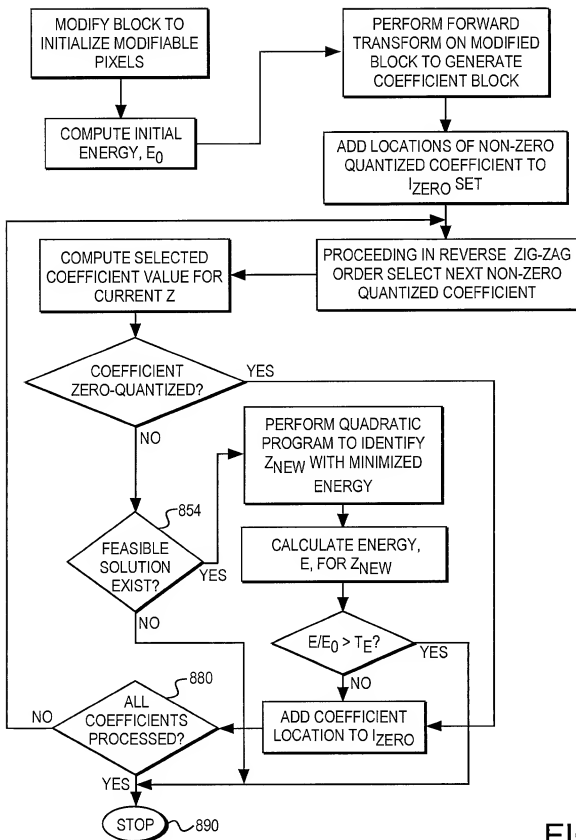 MODIFY BLOCK TO
INITIALIZE MODIFIABLE
PIXELS
COMPUTE INITIAL
ENERGY, E0
PERFORM FORWARD
TRANSFORM ON MODIFIED
BLOCK TO GENERATE
COEFFICIENT BLOCK
ADD LOCATIONS OF NON-ZERO
QUANTIZED COEFFICIENT TO
IZERO SET
PROCEEDING IN REVERSE ZIG-ZAG
ORDER SELECT NEXT NON-ZERO
QUANTIZED COEFFICIENT
COMPUTE SELECTED
COEFFICIENT VALUE FOR
CURRENT Z
COEFFICIENT
ZERO-QUANTIZED?
YES
NO
PERFORM QUADRATIC
PROGRAM TO IDENTIFY
ZNEW WITH MINIMIZED
ENERGY
854
FEASIBLE
SOLUTION
EXIST?
YES
NO
CALCULATE ENERGY,
E, FOR ZNEW
E/E0 > TE?
YES
NO
ADD COEFFICIENT
LOCATION TO IZERO
880
ALL
COEFFICIENTS
PROCESSED?
NO
YES
STOP
890